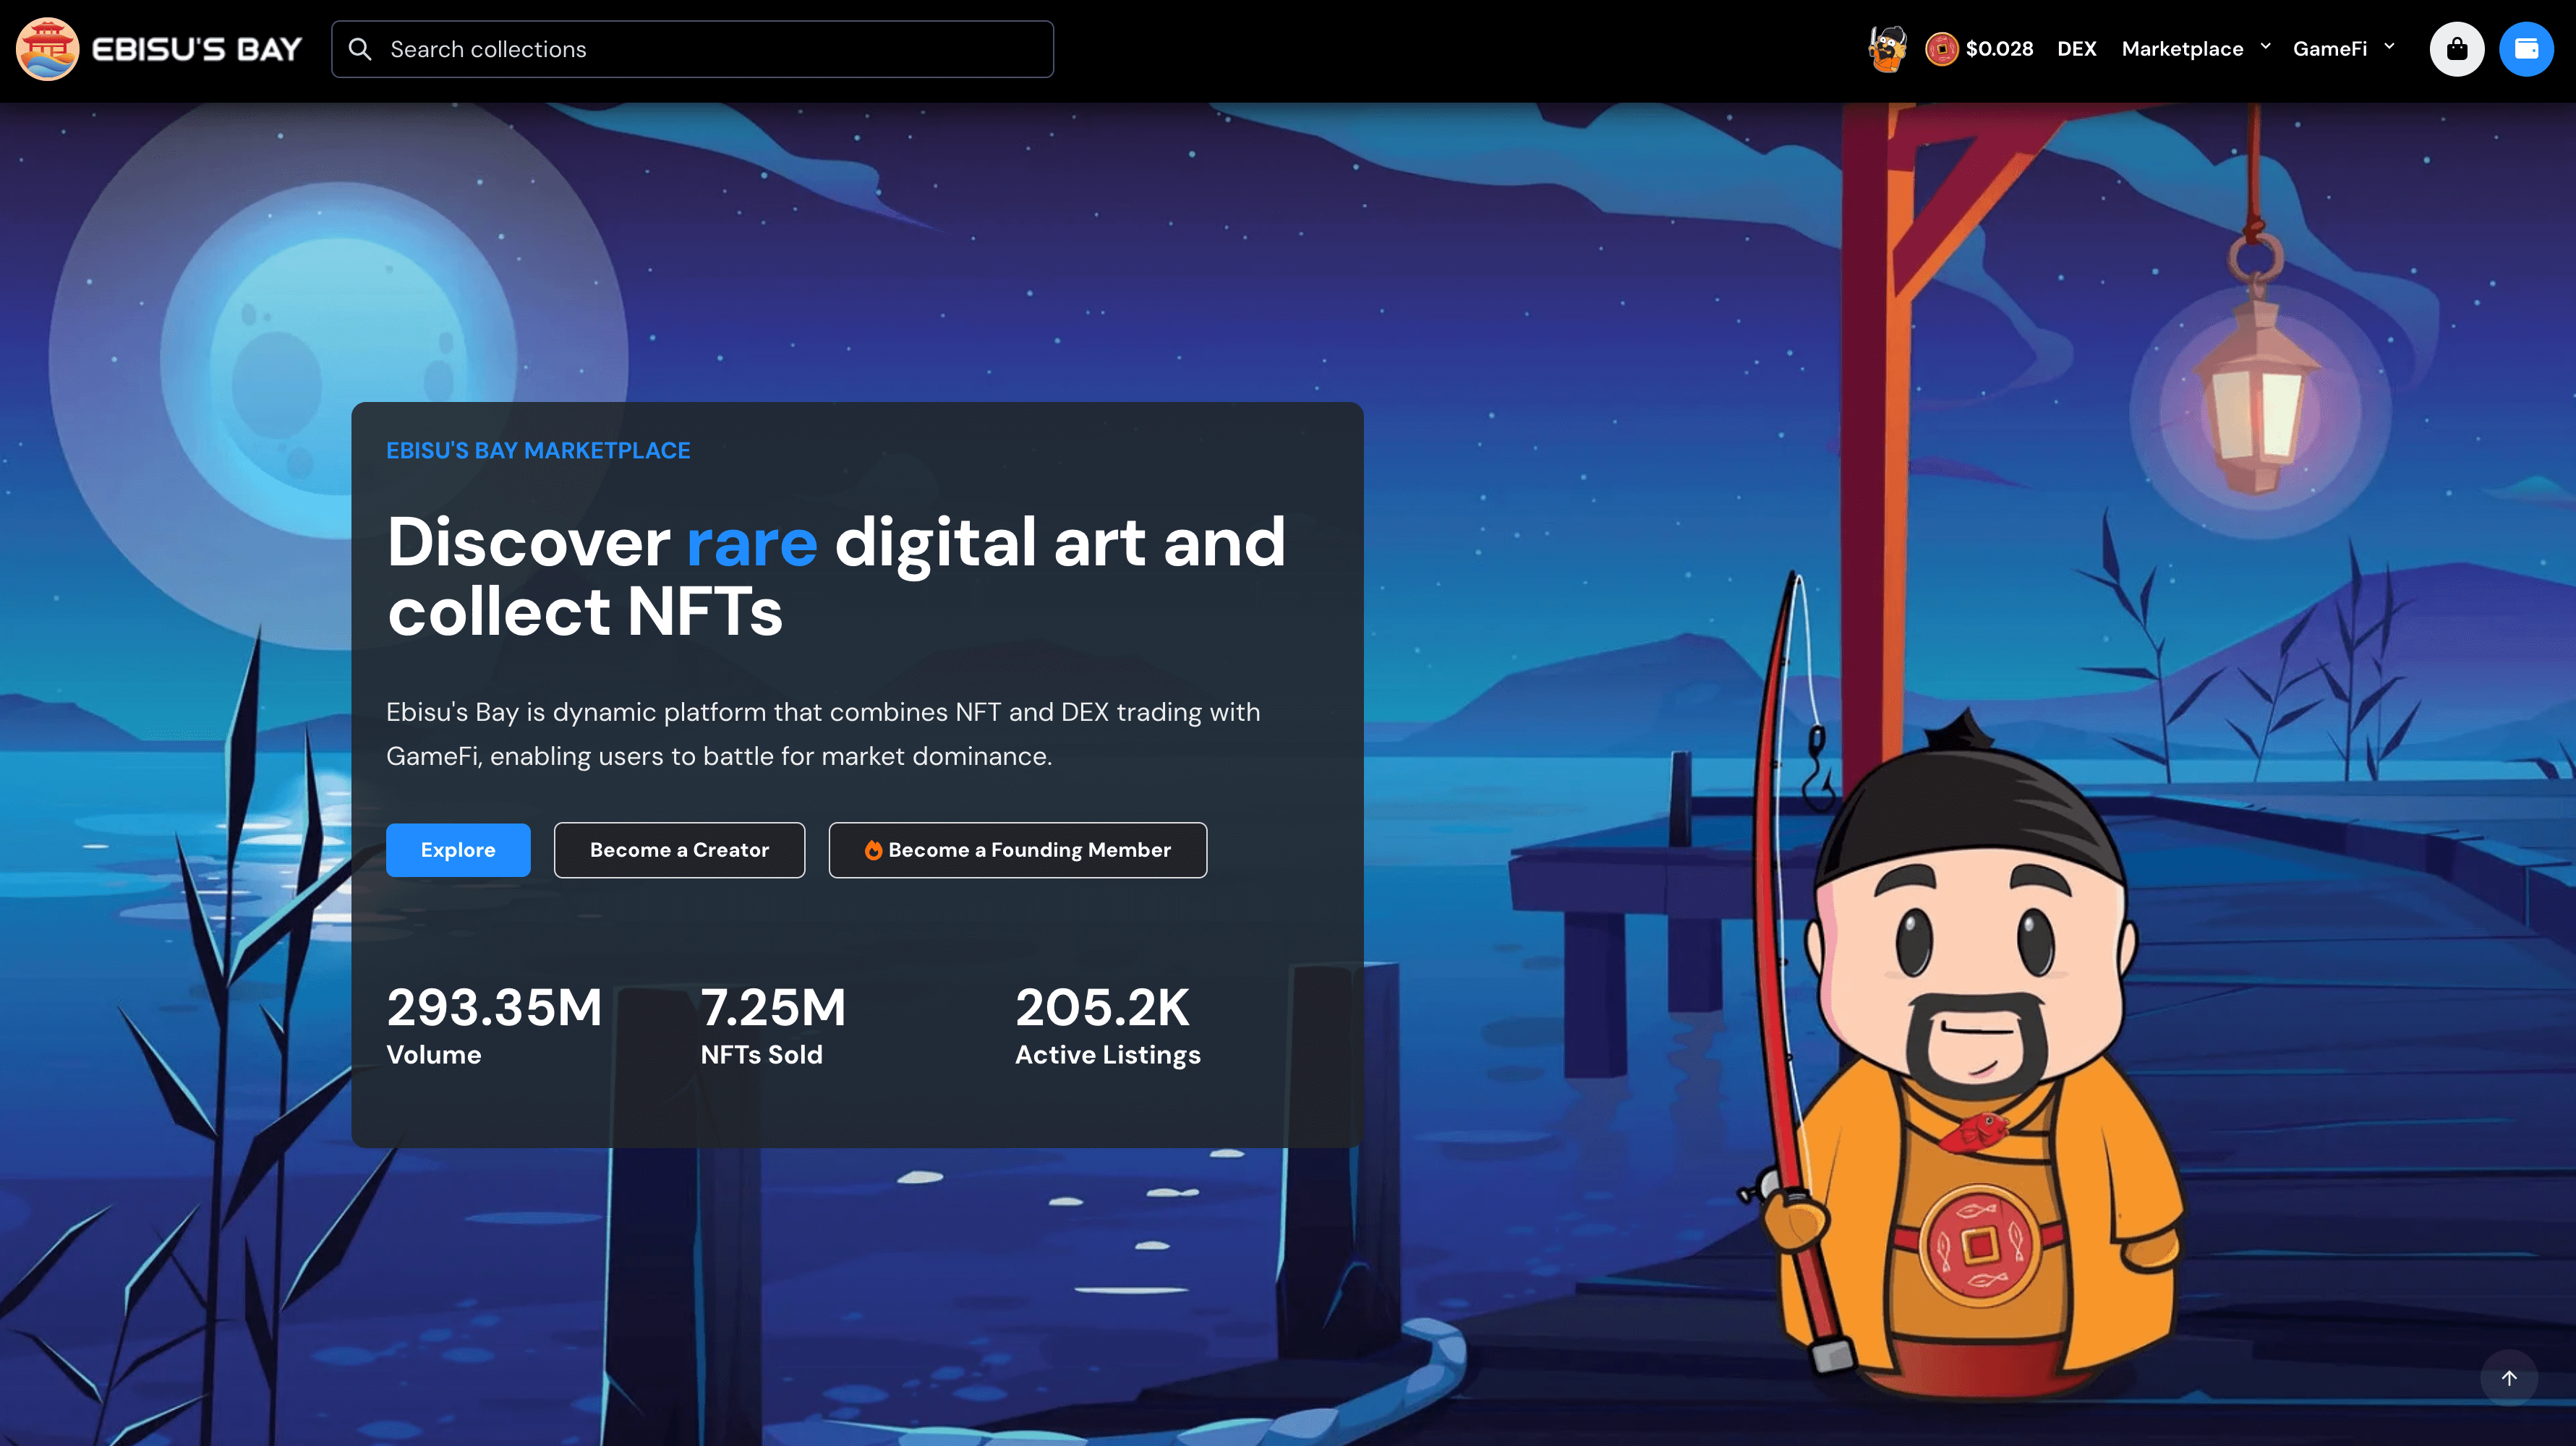 EBISU'S BAY
Search collections
$0.028
DEX
Marketplace
GameFi
EBISU'S BAY MARKETPLACE
Discover rare digital art and
collect NFTs
Ebisu's Bay is dynamic platform that combines NFT and DEX trading with
GameFi, enabling users to battle for market dominance.
Explore
Become a Creator
Become a Founding Member
293.35M
Volume
7.25M
NFTs Sold
205.2K
Active Listings